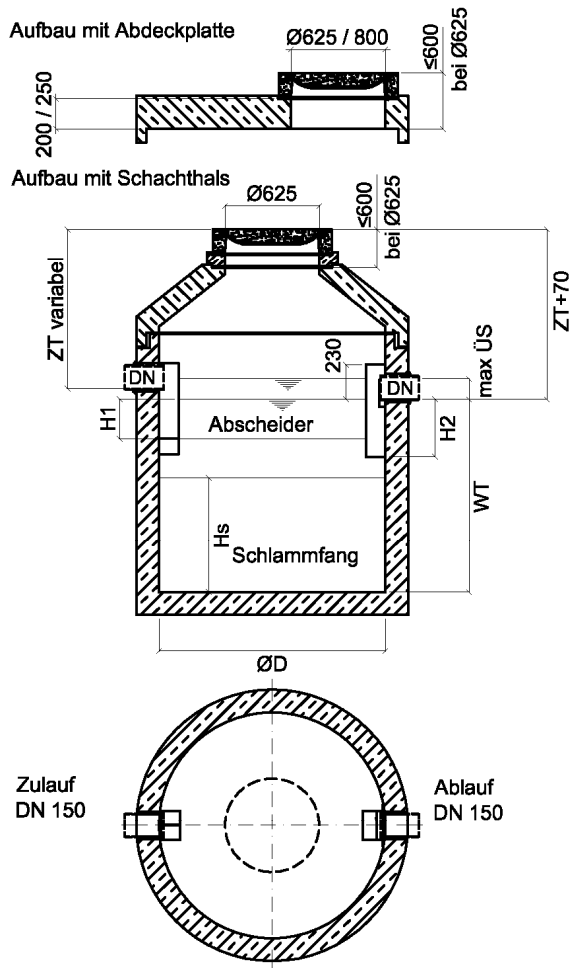 Aufbau mit Abdeckplatte
Ø625 / 800
≤600
bei Ø625
200 / 250
Aufbau mit Schachthals
Ø625
≤600
bei Ø625
ZT variabel
ZT+70
230
max ÜS
DN
DN
H1
Abscheider
H2
WT
Hs
Schlammfang
ØD
Zulauf
DN 150
Ablauf
DN 150